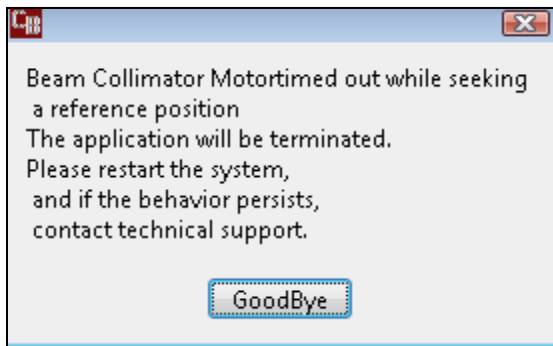 Beam Collimator Motortimed out while seeking
a reference position
The application will be terminated.
Please restart the system,
and if the behavior persists,
contact technical support.
GoodBye